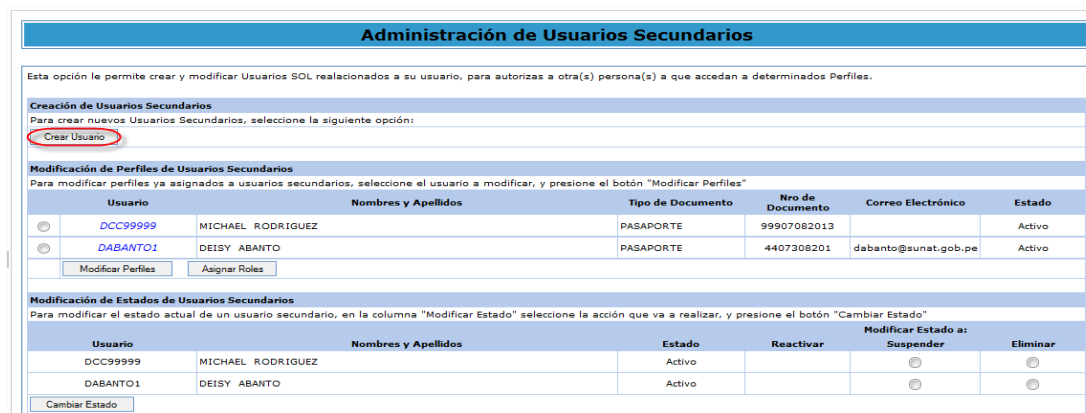 Administración de Usuarios Secundarios
Esta opción le permite crear y modificar Usuarios SOL realacionados a su usuario, para autorizas a otra(s) persona(s) a que accedan a determinados Perfiles.
Creación de Usuarios Secundarios
Para crear nuevos Usuarios Secundarios, seleccione la siguiente opción:
Crear Usuario
Modificación de Perfiles de Usuarios Secundarios
Para modificar perfiles ya asignados a usuarios secundarios, seleccione el usuario a modificar, y presione el botón "Modificar Perfiles"
Usuario Nombres y Apellidos Tipo de Documento Nro de Documento Correo Electrónico Estado
DCC99999 MICHAEL RODRIGUEZ PASAPORTE 99907082013 Activo
DABANTO1 DEISY ABANTO PASAPORTE 4407308201 dabanto@sunat.gob.pe Activo
Modificar Perfiles Asignar Roles
Modificación de Estados de Usuarios Secundarios
Para modificar el estado actual de un usuario secundario, en la columna "Modificar Estado" seleccione la acción que va a realizar, y presione el botón "Cambiar Estado"
Modificar Estado a:
Usuario Nombres y Apellidos Estado Reactivar Suspender Eliminar
DCC99999 MICHAEL RODRIGUEZ Activo
DABANTO1 DEISY ABANTO Activo
Cambiar Estado